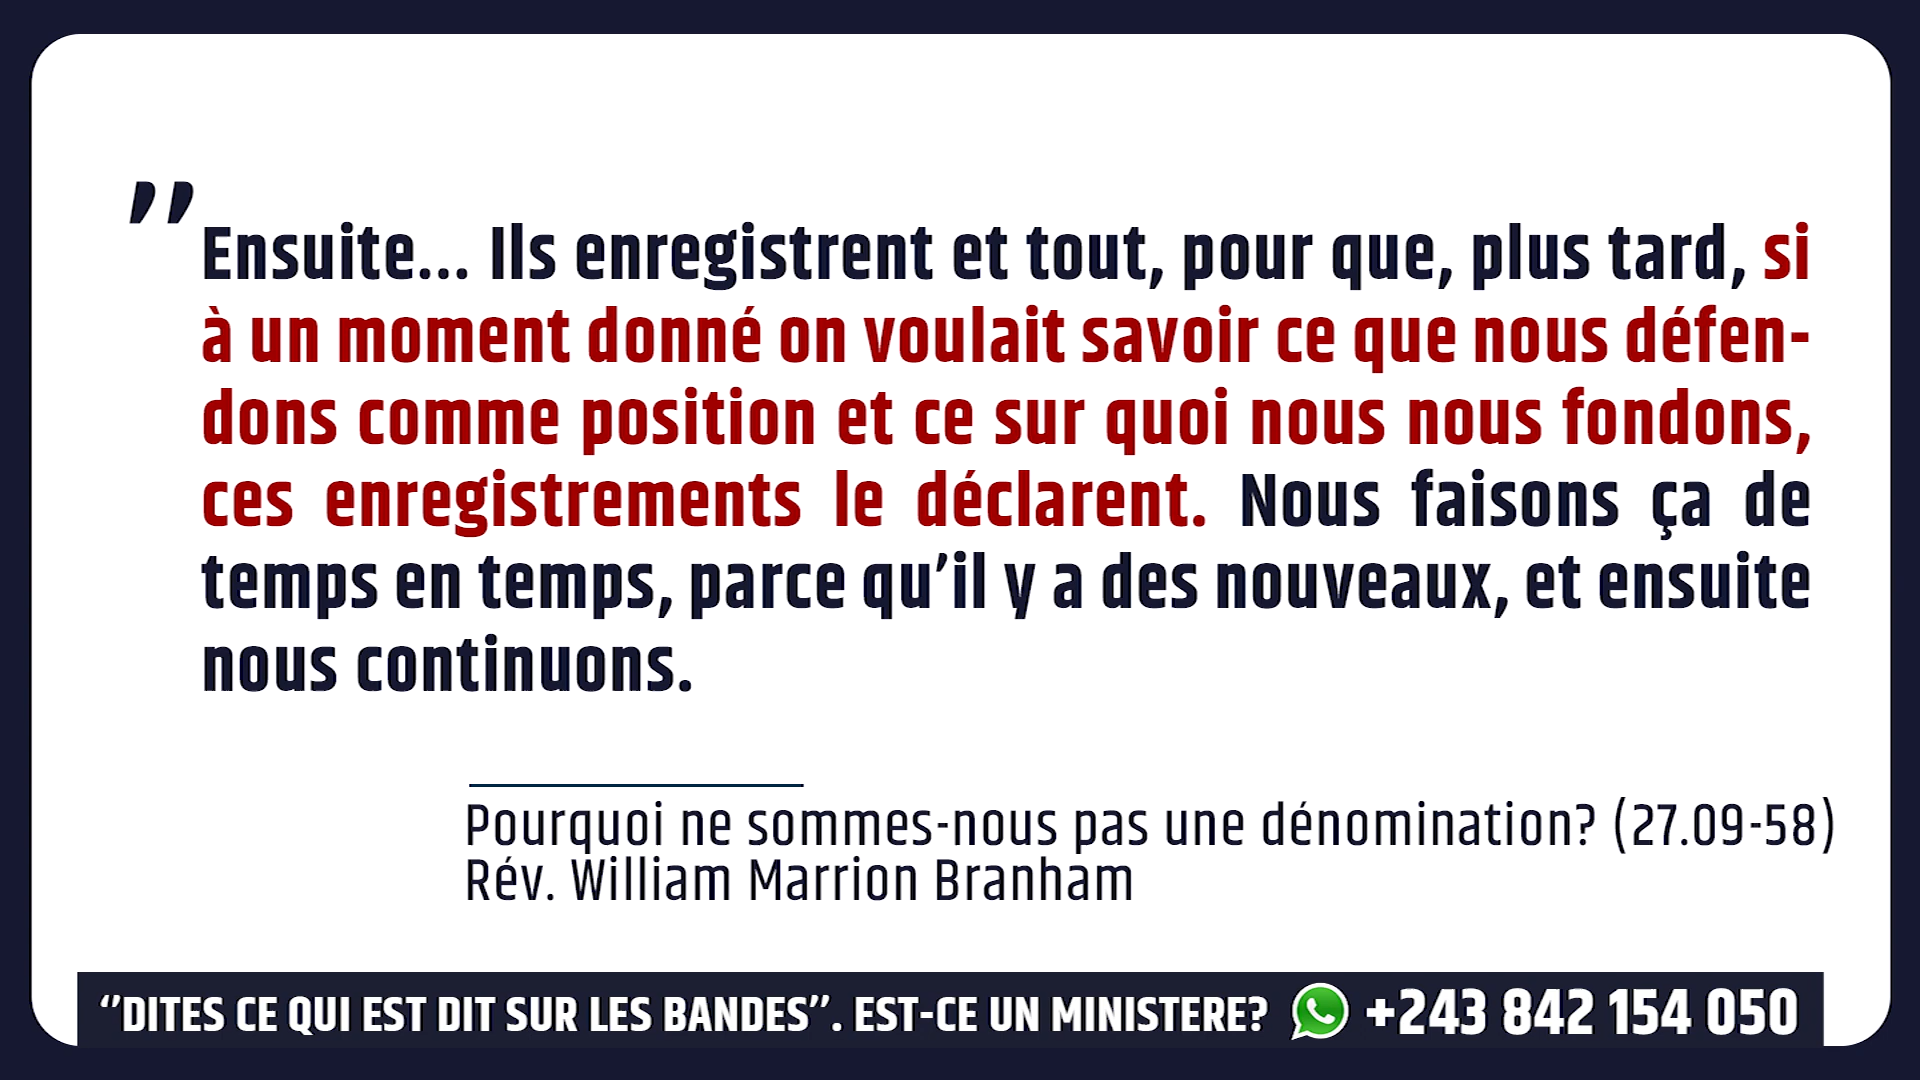 ”
Ensuite... Ils enregistrent et tout, pour que, plus tard, si
à un moment donné on voulait savoir ce que nous défen-
dons comme position et ce sur quoi nous nous fondons,
ces enregistrements le déclarent. Nous faisons ça de
temps en temps, parce qu’il y a des nouveaux, et ensuite
nous continuons.
Pourquoi ne sommes-nous pas une dénomination? (27.09-58)
Rév. William Marrion Branham
‘’DITES CE QUI EST DIT SUR LES BANDES’’. EST-CE UN MINISTERE? +243 842 154 050